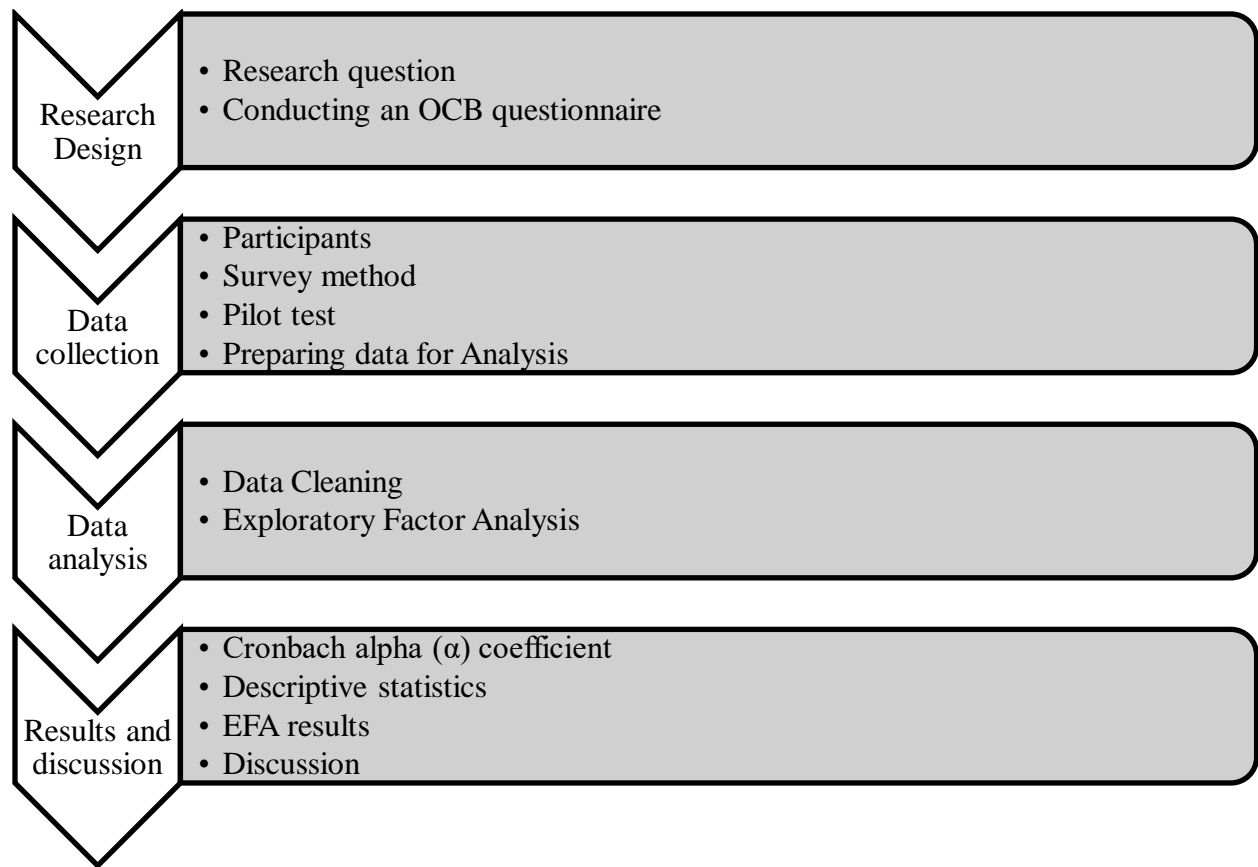 Research
Design
• Research question
• Conducting an OCB questionnaire
Data
collection
• Participants
• Survey method
• Pilot test
• Preparing data for Analysis
Data
analysis
• Data Cleaning
• Exploratory Factor Analysis
Results and
discussion
• Cronbach alpha (α) coefficient
• Descriptive statistics
• EFA results
• Discussion